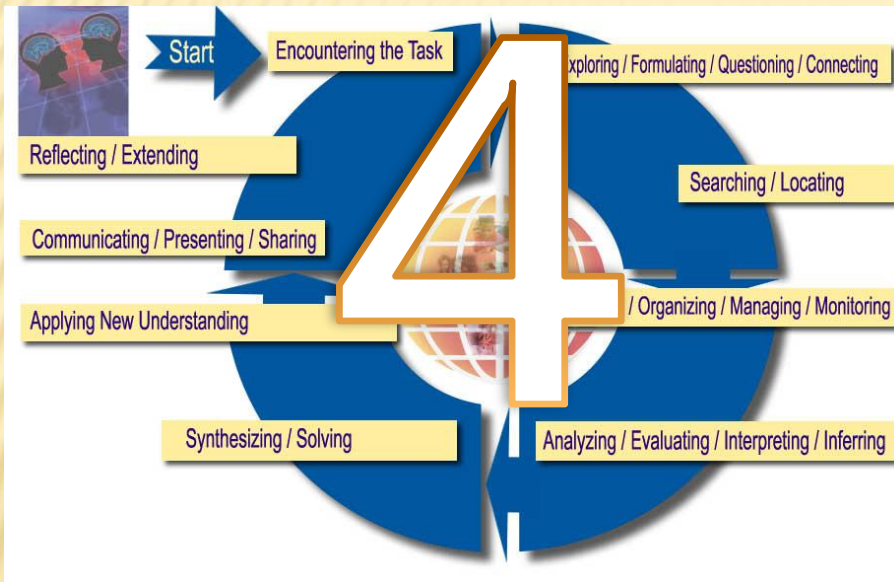 Start
Encountering the Task
Exploring / Formulating / Questioning / Connecting
Searching / Locating
/ Organizing / Managing / Monitoring
Analyzing / Evaluating / Interpreting / Inferring
Synthesizing / Solving
Applying New Understanding
Communicating / Presenting / Sharing
Reflecting / Extending
4